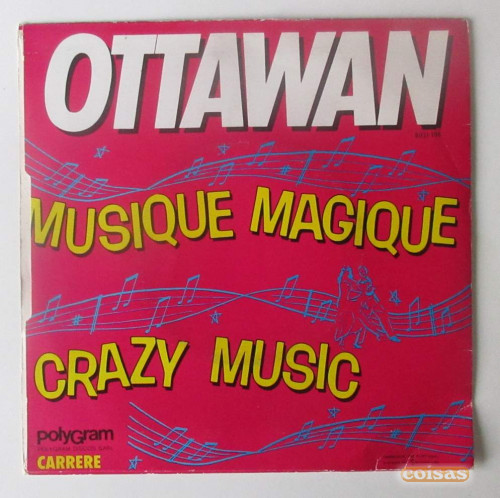 OTTAWAN
MUSIQUE MAGIQUE
CRAZY MUSIC
polyGram
CARRERE
coisas